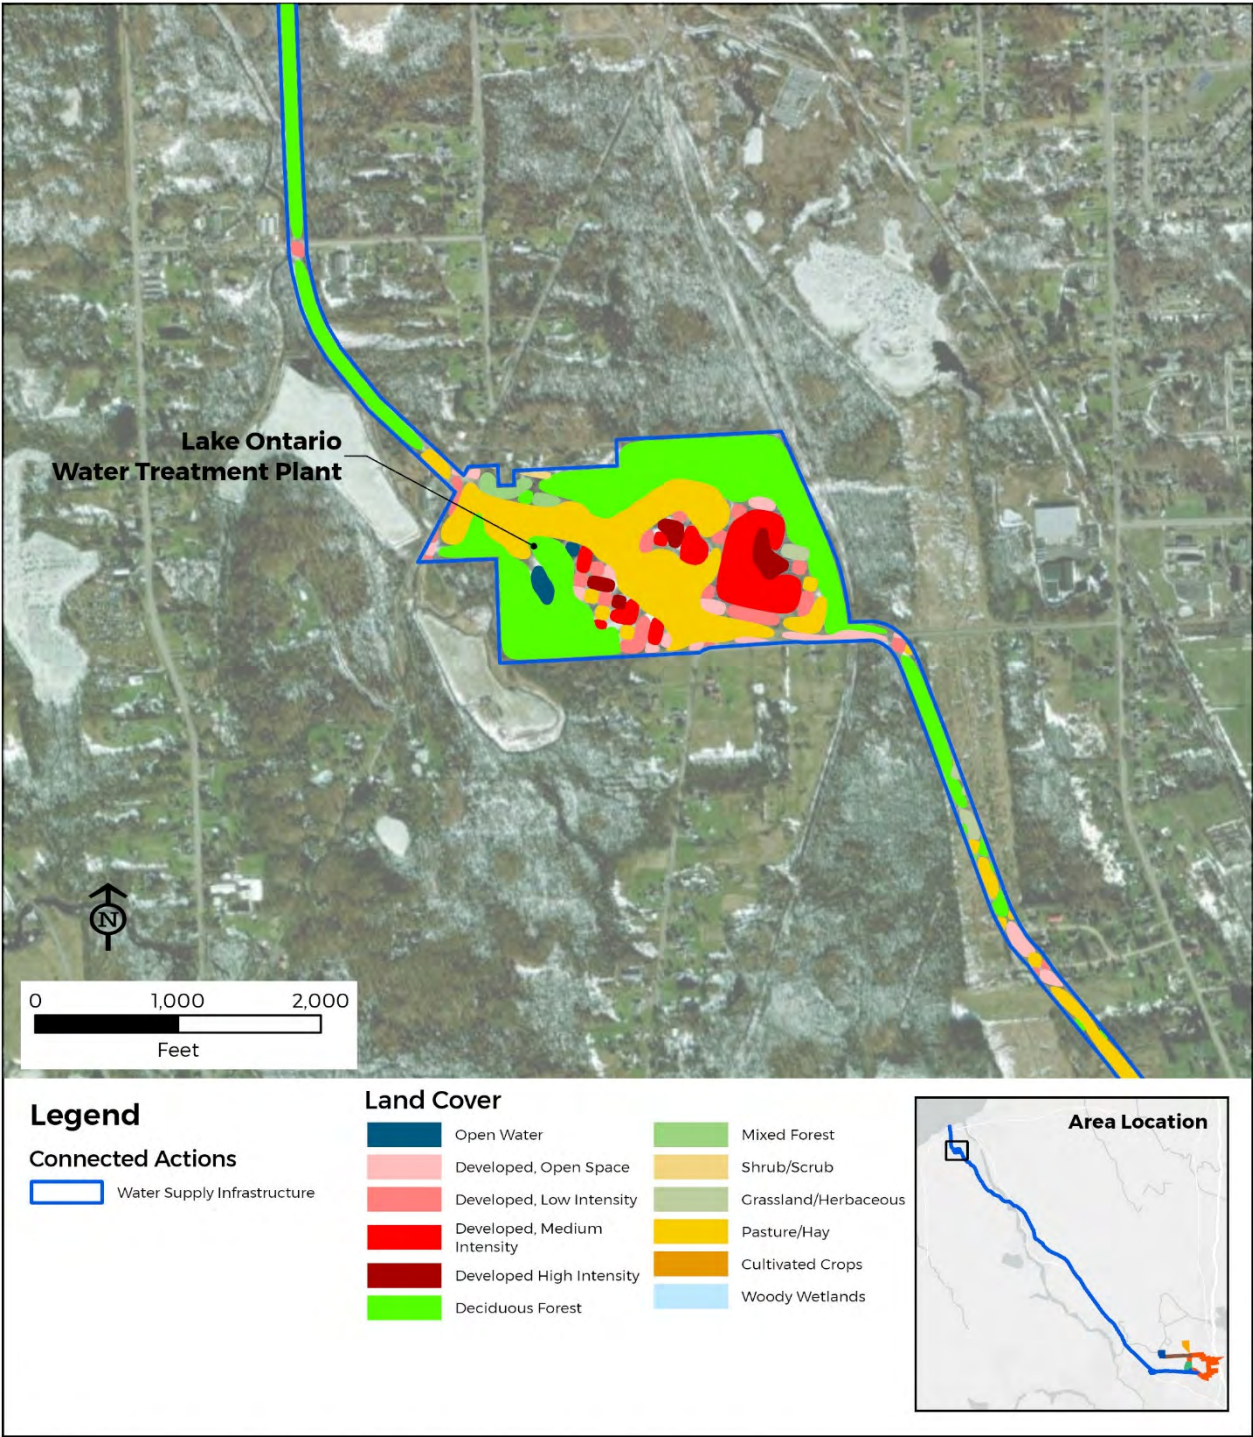 Lake Ontario
Water Treatment Plant
N
0 1,000 2,000
Feet
Legend
Connected Actions
Water Supply Infrastructure
Land Cover
Open Water
Developed, Open Space
Developed, Low Intensity
Developed, Medium
Intensity
Developed High Intensity
Deciduous Forest
Mixed Forest
Shrub/Scrub
Grassland/Herbaceous
Pasture/Hay
Cultivated Crops
Woody Wetlands
Area Location